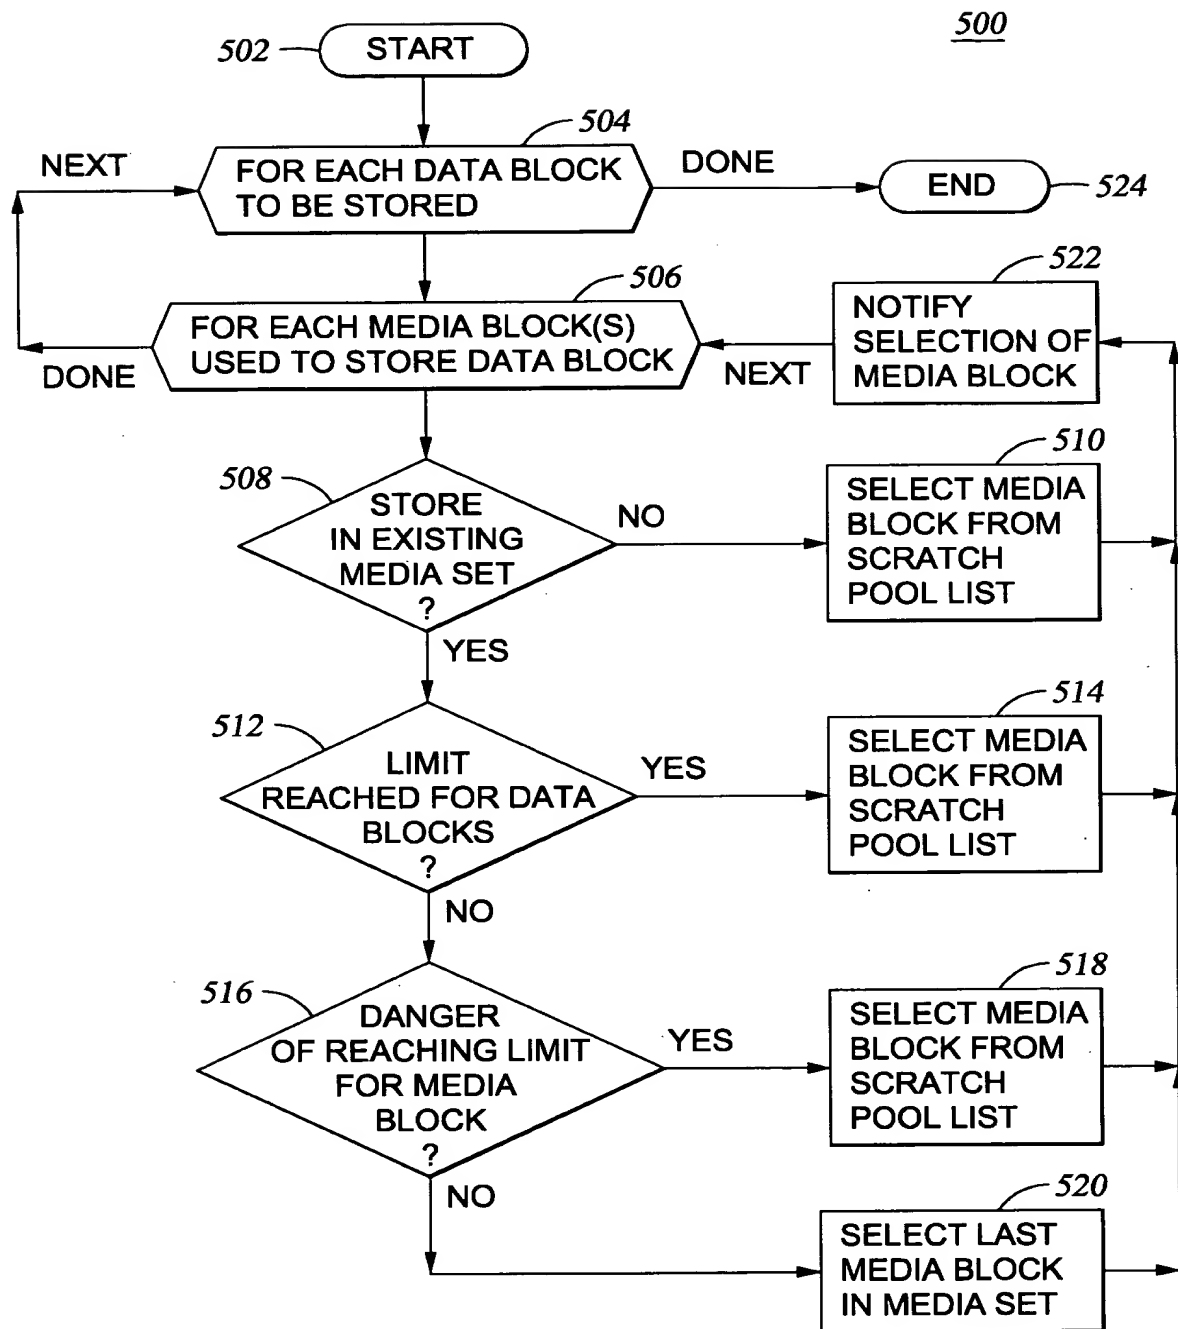 500
502
START
504
NEXT
FOR EACH DATA BLOCK
TO BE STORED
DONE
END
524
506
522
FOR EACH MEDIA BLOCK(S)
USED TO STORE DATA BLOCK
DONE
NEXT
NOTIFY
SELECTION OF
MEDIA BLOCK
508
STORE
IN EXISTING
MEDIA SET
?
NO
510
SELECT MEDIA
BLOCK FROM
SCRATCH
POOL LIST
YES
512
LIMIT
REACHED FOR DATA
BLOCKS
?
YES
514
SELECT MEDIA
BLOCK FROM
SCRATCH
POOL LIST
NO
516
DANGER
OF REACHING LIMIT
FOR MEDIA
BLOCK
?
YES
518
SELECT MEDIA
BLOCK FROM
SCRATCH
POOL LIST
NO
520
SELECT LAST
MEDIA BLOCK
IN MEDIA SET